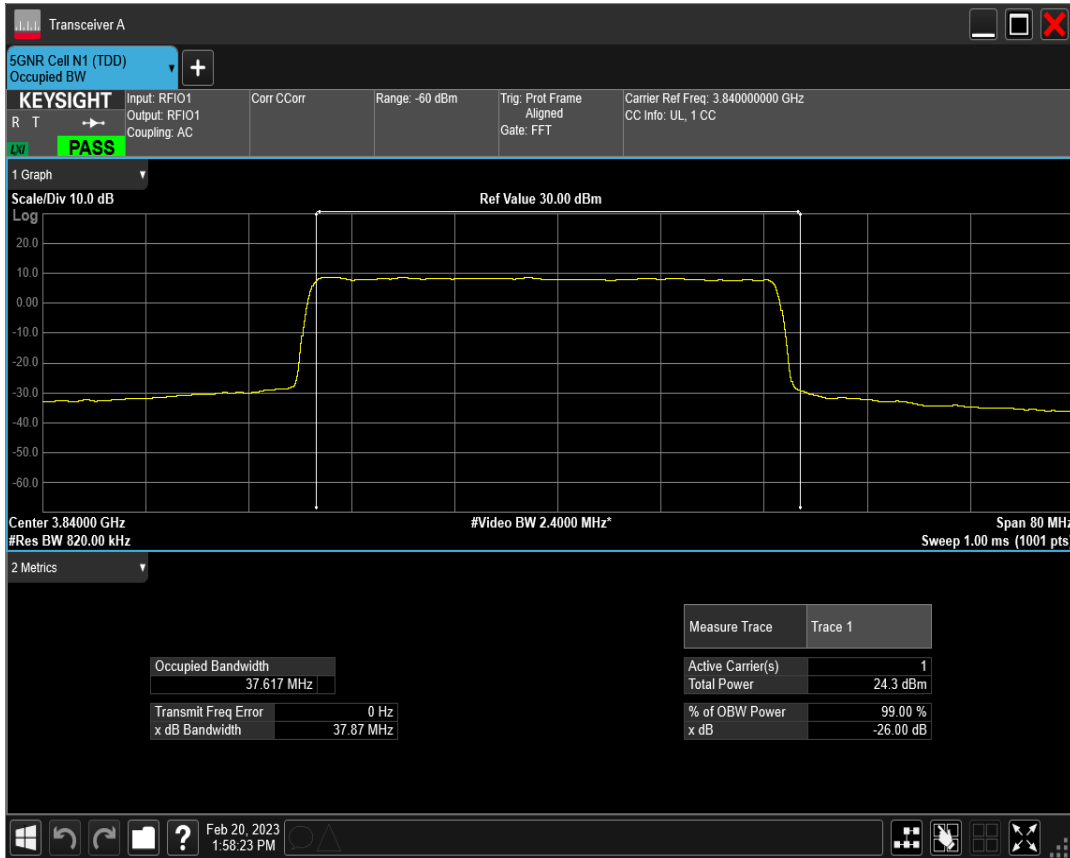 Transceiver A
5GNR Cell N1 (TDD)
Occupied BW
+
KEYSIGHT
R T
LXI
PASS
Input: RFIO1
Output: RFIO1
Coupling: AC
Corr CCorr
Range: -60 dBm
Trig: Prot Frame
Aligned
Gate: FFT
Carrier Ref Freq: 3.840000000 GHz
CC Info: UL, 1 CC
1 Graph
Scale/Div 10.0 dB
Ref Value 30.00 dBm
Log
20.0
10.0
0.00
-10.0
-20.0
-30.0
-40.0
-50.0
-60.0
Center 3.84000 GHz
#Video BW 2.4000 MHz*
Span 80 MHz
#Res BW 820.00 kHz
Sweep 1.00 ms (1001 pts)
2 Metrics
Measure Trace Trace 1
Occupied Bandwidth
37.617 MHz
Active Carrier(s) 1
Total Power 24.3 dBm
Transmit Freq Error 0 Hz
x dB Bandwidth 37.87 MHz
% of OBW Power 99.00 %
x dB -26.00 dB
?
Feb 20, 2023
1:58:23 PM